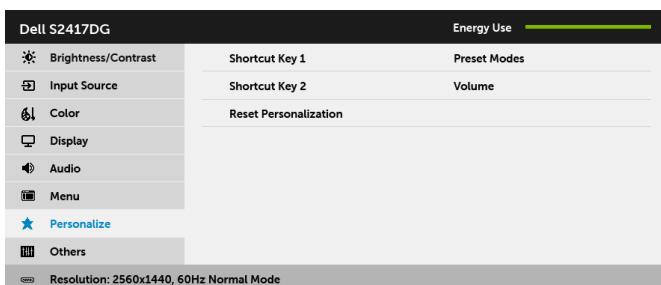 Dell S2417DG Energy Use
Brightness/Contrast Shortcut Key 1 Preset Modes
Input Source Shortcut Key 2 Volume
Color Reset Personalization
Display
Audio
Menu
Personalize
Others
Resolution: 2560x1440, 60Hz Normal Mode